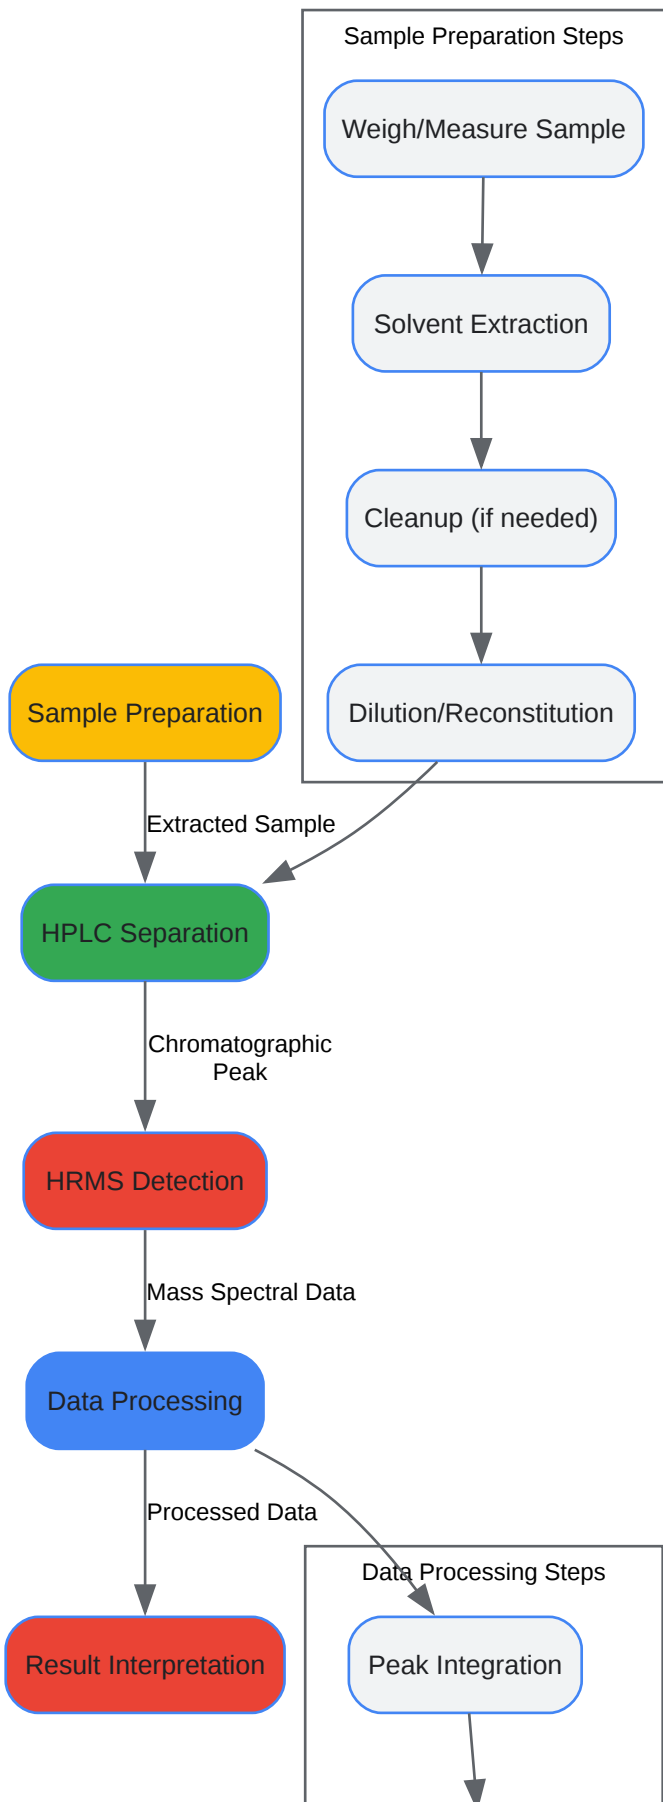 Sample Preparation Steps
Weigh/Measure Sample
Solvent Extraction
Cleanup (if needed)
Dilution/Reconstitution
Sample Preparation
Extracted Sample
HPLC Separation
Chromatographic
Peak
HRMS Detection
Mass Spectral Data
Data Processing
Processed Data
Data Processing Steps
Result Interpretation
Peak Integration